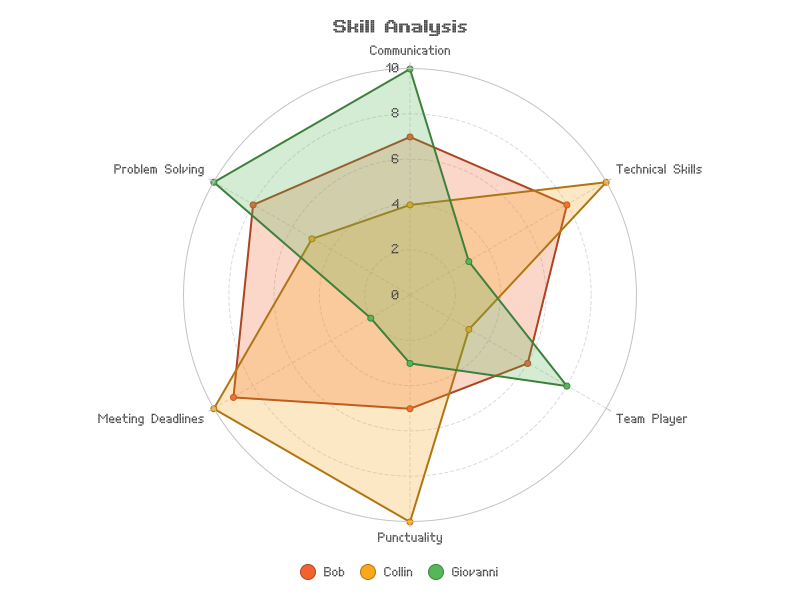 Skill Analysis
Communication
10
8
Problem Solving
Technical Skills
6
4
2
0
Meeting Deadlines
Team Player
Punctuality
Bob
Collin
Giovanni